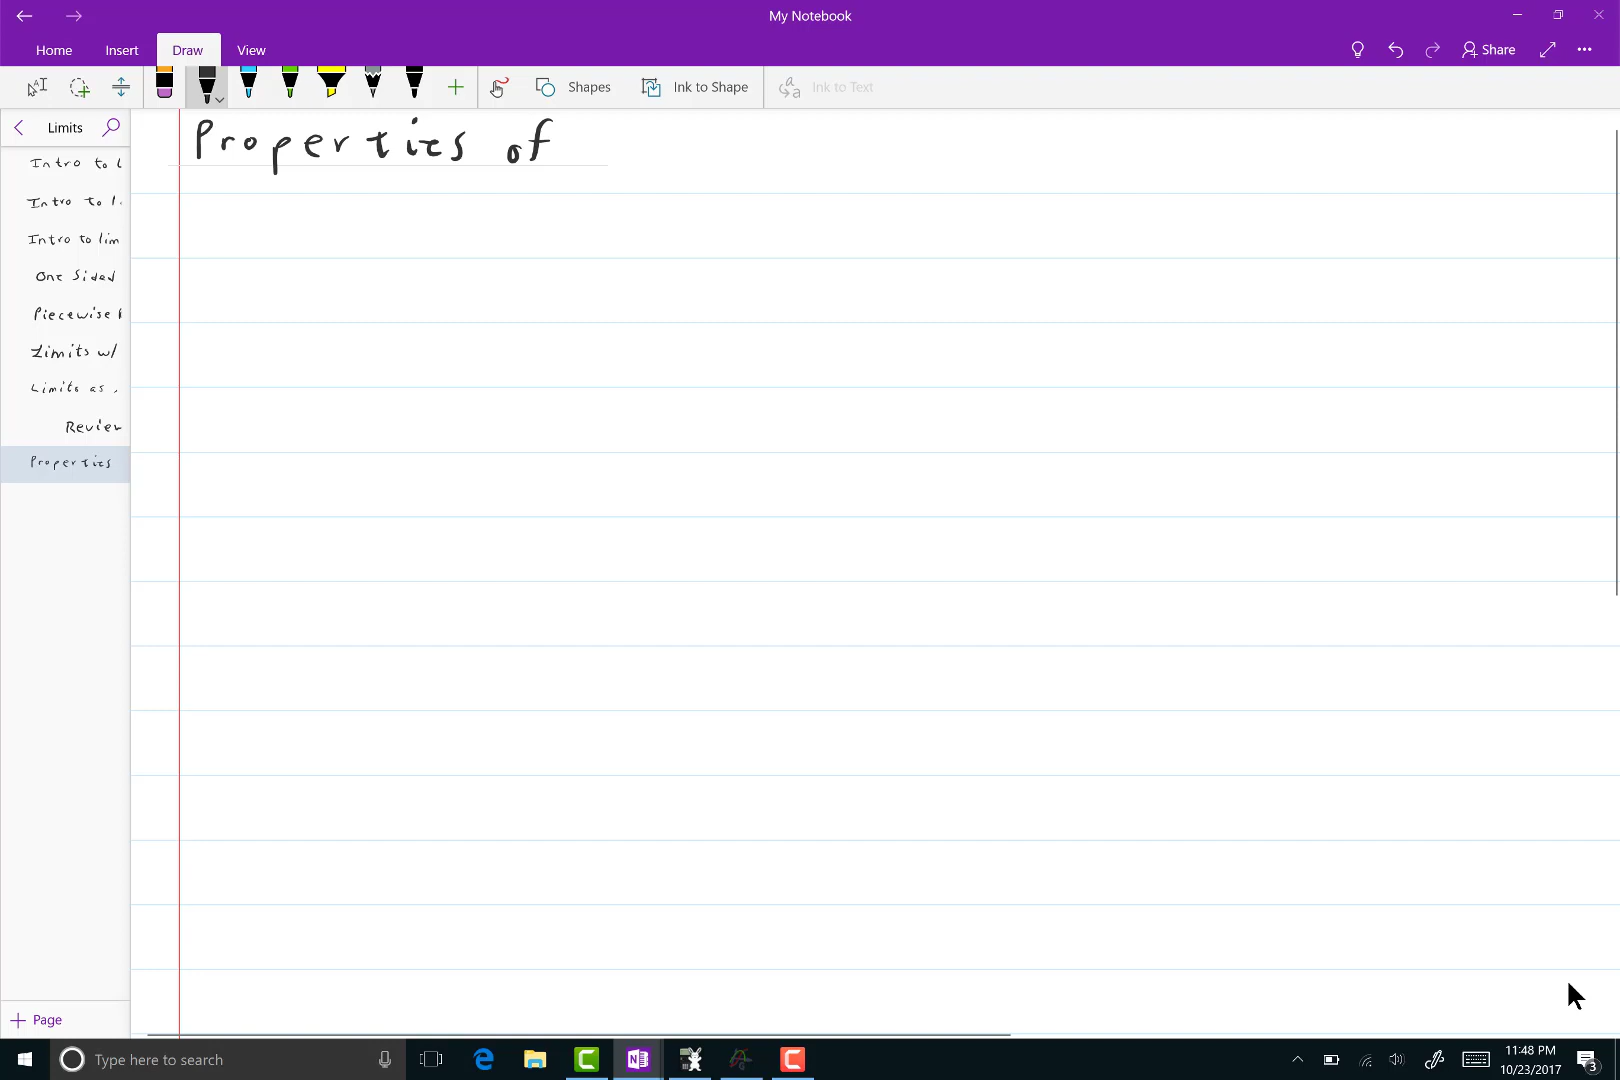 My Notebook
Home Insert Draw View Share
Shapes Ink to Shape Ink to Text
Limits
Properties of
Intro to L
Intro to l
Intro to lim
One Sided
Piecewise
Limits w/
Limits as
Review
Properties
Page
Type here to search
11:48 PM
10/23/2017
3